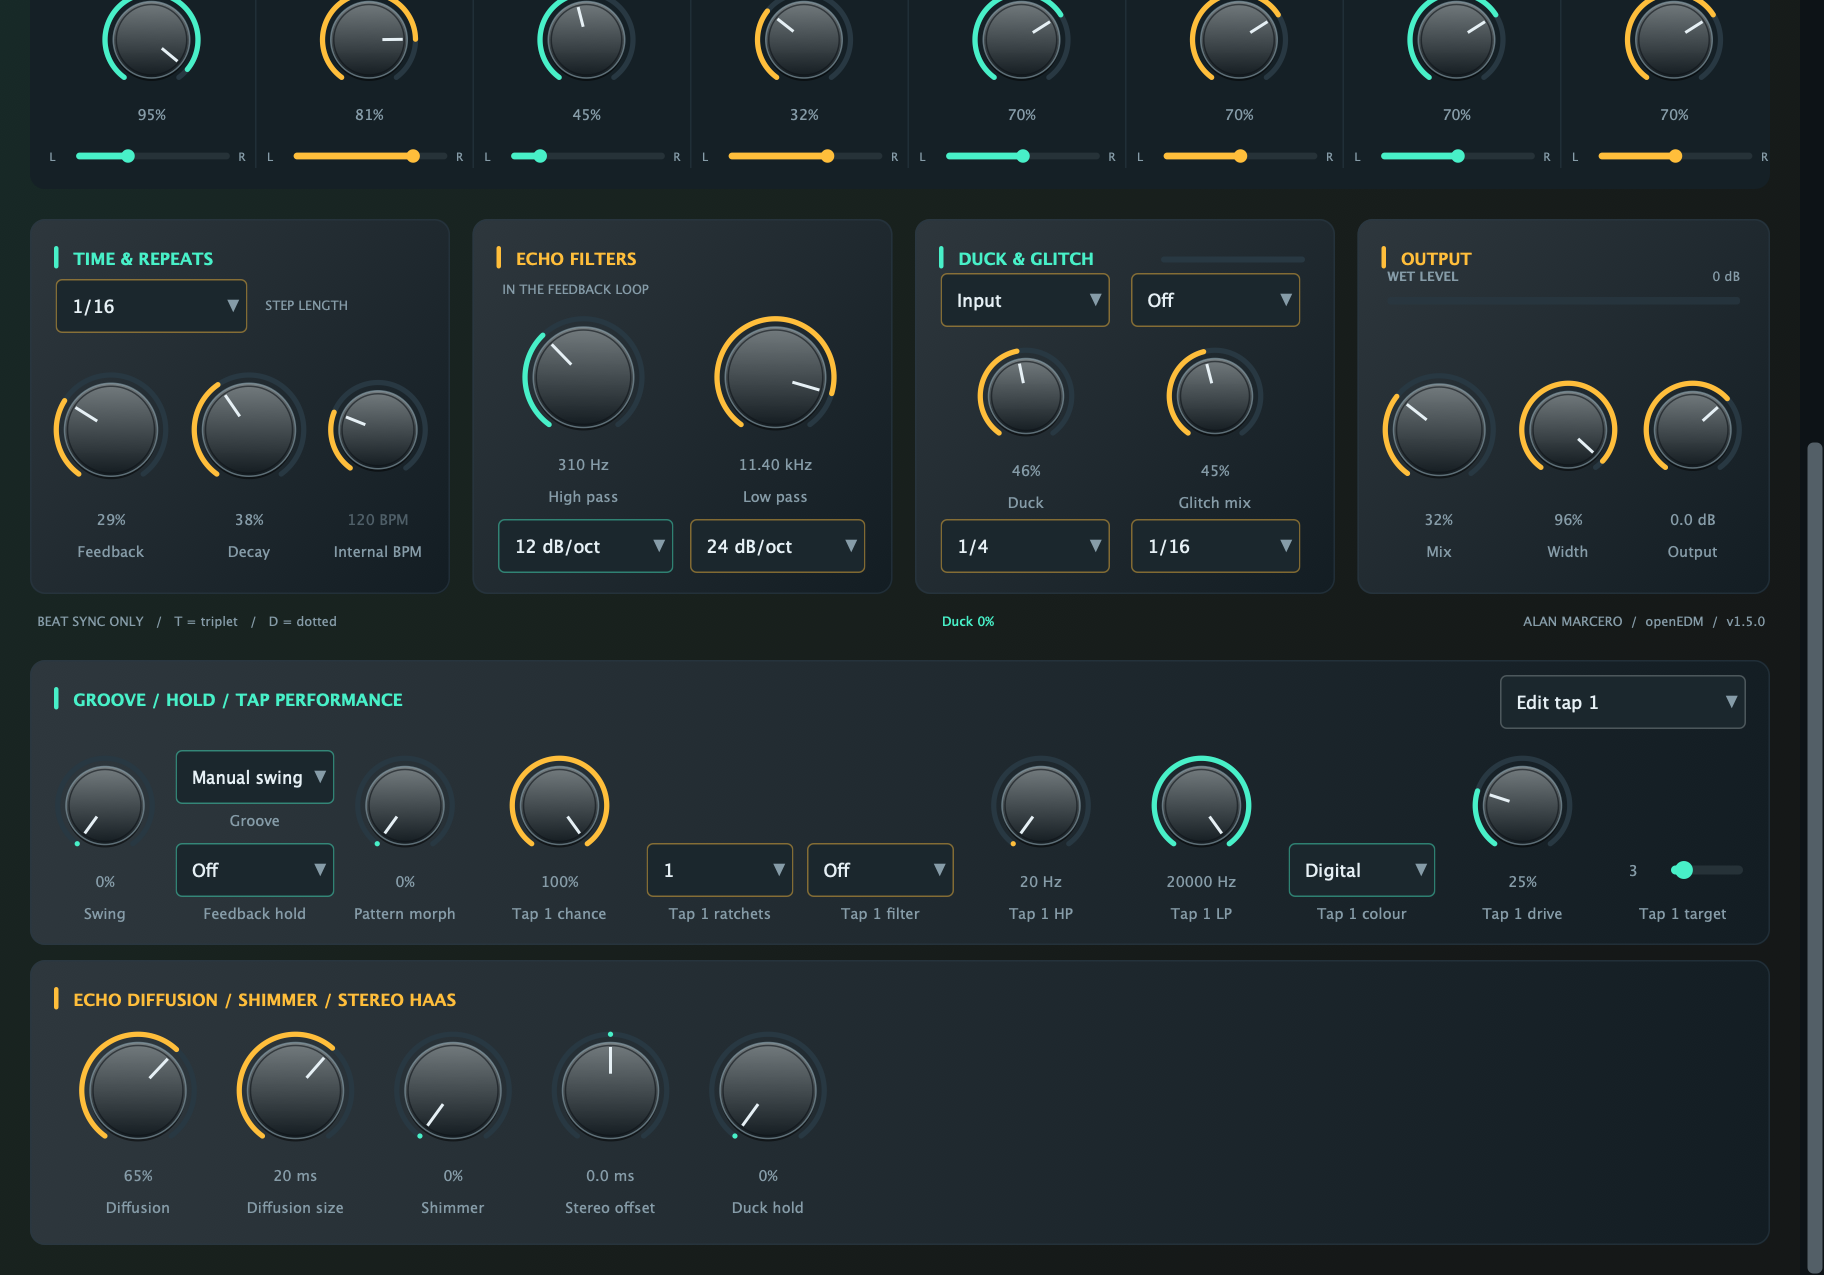 95% 81% 45% 32% 70% 70% 70% 70%
L R L R L R L R L R L R L R L R
TIME & REPEATS
1/16 STEP LENGTH
29% 38% 120 BPM
Feedback Decay Internal BPM
ECHO FILTERS
IN THE FEEDBACK LOOP
310 Hz 11.40 kHz
High pass Low pass
12 dB/oct 24 dB/oct
DUCK & GLITCH
Input Off
46% 45%
Duck Glitch mix
1/4 1/16
OUTPUT
WET LEVEL 0 dB
32% 96% 0.0 dB
Mix Width Output
BEAT SYNC ONLY / T = triplet / D = dotted
Duck 0%
ALAN MARCERO / openEDM / v1.5.0
GROOVE / HOLD / TAP PERFORMANCE
Edit tap 1
Manual swing
Groove
Off 1 Off Digital 3
0% 0% 100% 20 Hz 20000 Hz 25%
Swing Feedback hold Pattern morph Tap 1 chance Tap 1 ratchets Tap 1 filter Tap 1 HP Tap 1 LP Tap 1 colour Tap 1 drive Tap 1 target
ECHO DIFFUSION / SHIMMER / STEREO HAAS
65% 20 ms 0% 0.0 ms 0%
Diffusion Diffusion size Shimmer Stereo offset Duck hold